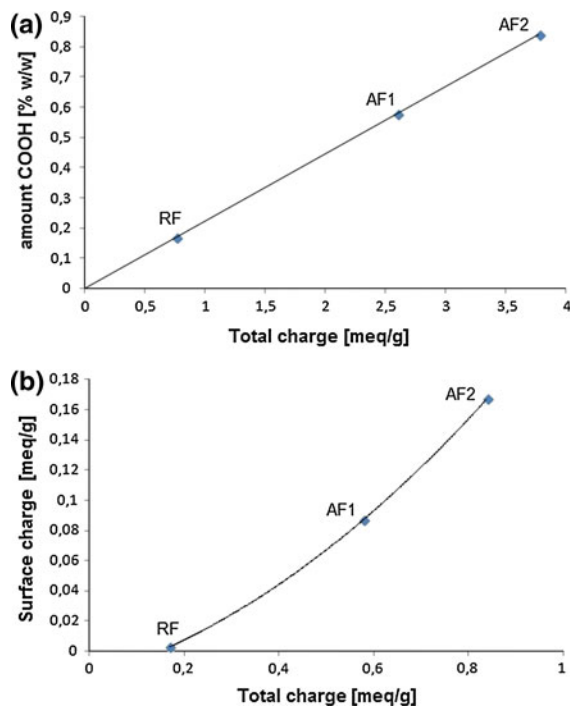 (a)
0,9
0,8
0,7
0,6
0,5
0,4
0,3
0,2
0,1
0
amount COOH [% w/w]
RF
AF1
AF2
0 0,5 1 1,5 2 2,5 3 3,5 4
Total charge [meq/g]
(b)
0,18
0,16
0,14
0,12
0,1
0,08
0,06
0,04
0,02
0
Surface charge [meq/g]
RF
AF1
AF2
0 0,2 0,4 0,6 0,8 1
Total charge [meq/g]